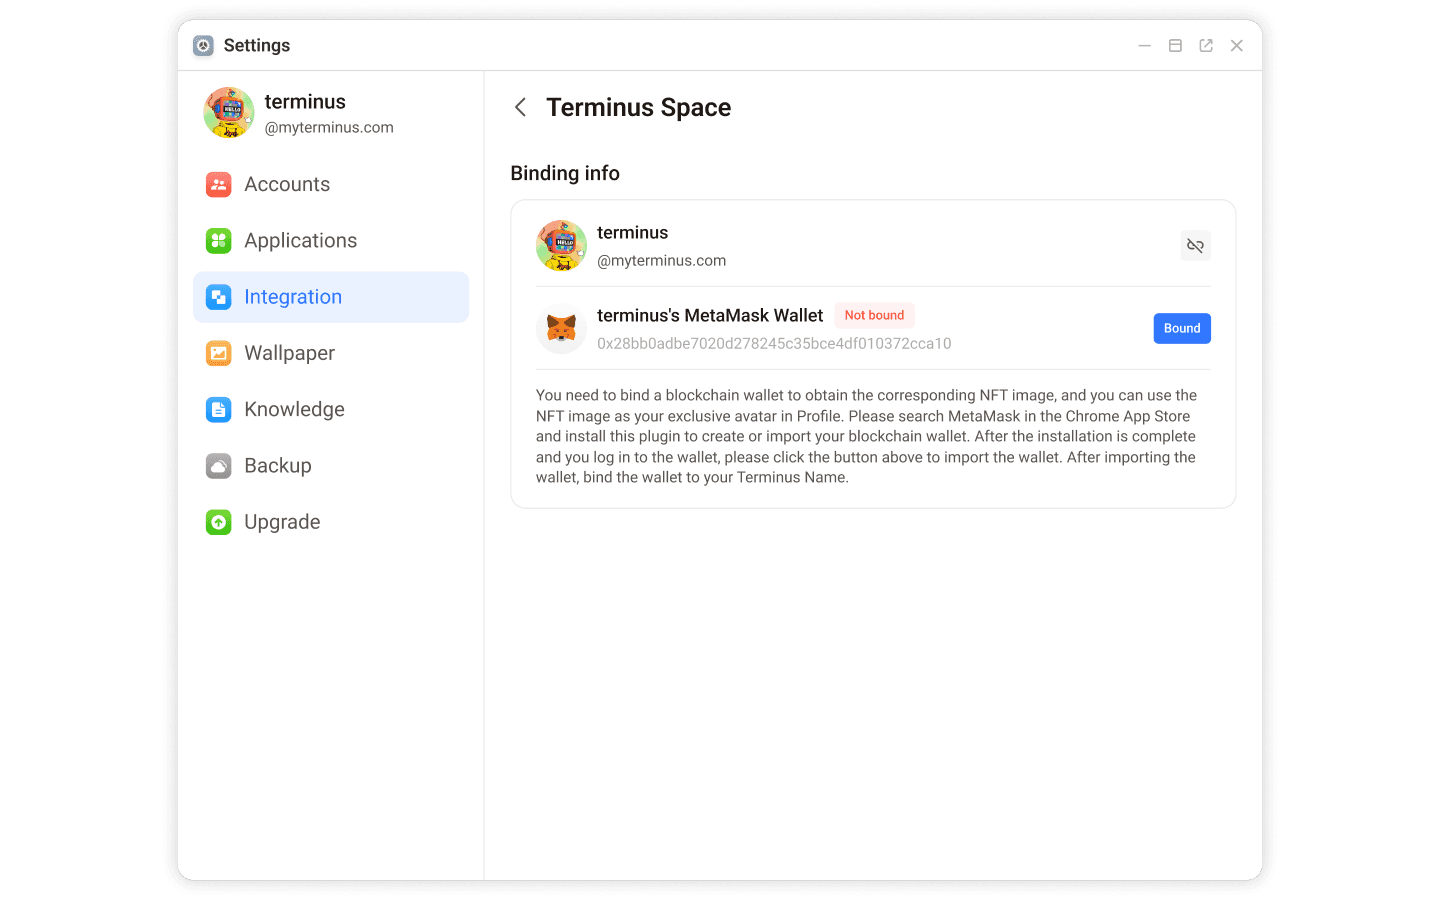 Settings
terminus
@myterminus.com
Accounts
Applications
Integration
Wallpaper
Knowledge
Backup
Upgrade
Terminus Space
Binding info
terminus
@myterminus.com
terminus's MetaMask Wallet Not bound
0x28bb0adbe7020d278245c35bce4df010372cca10
Bound
You need to bind a blockchain wallet to obtain the corresponding NFT image, and you can use the
NFT image as your exclusive avatar in Profile. Please search MetaMask in the Chrome App Store
and install this plugin to create or import your blockchain wallet. After the installation is complete
and you log in to the wallet, please click the button above to import the wallet. After importing the
wallet, bind the wallet to your Terminus Name.
HELLO
HELLO